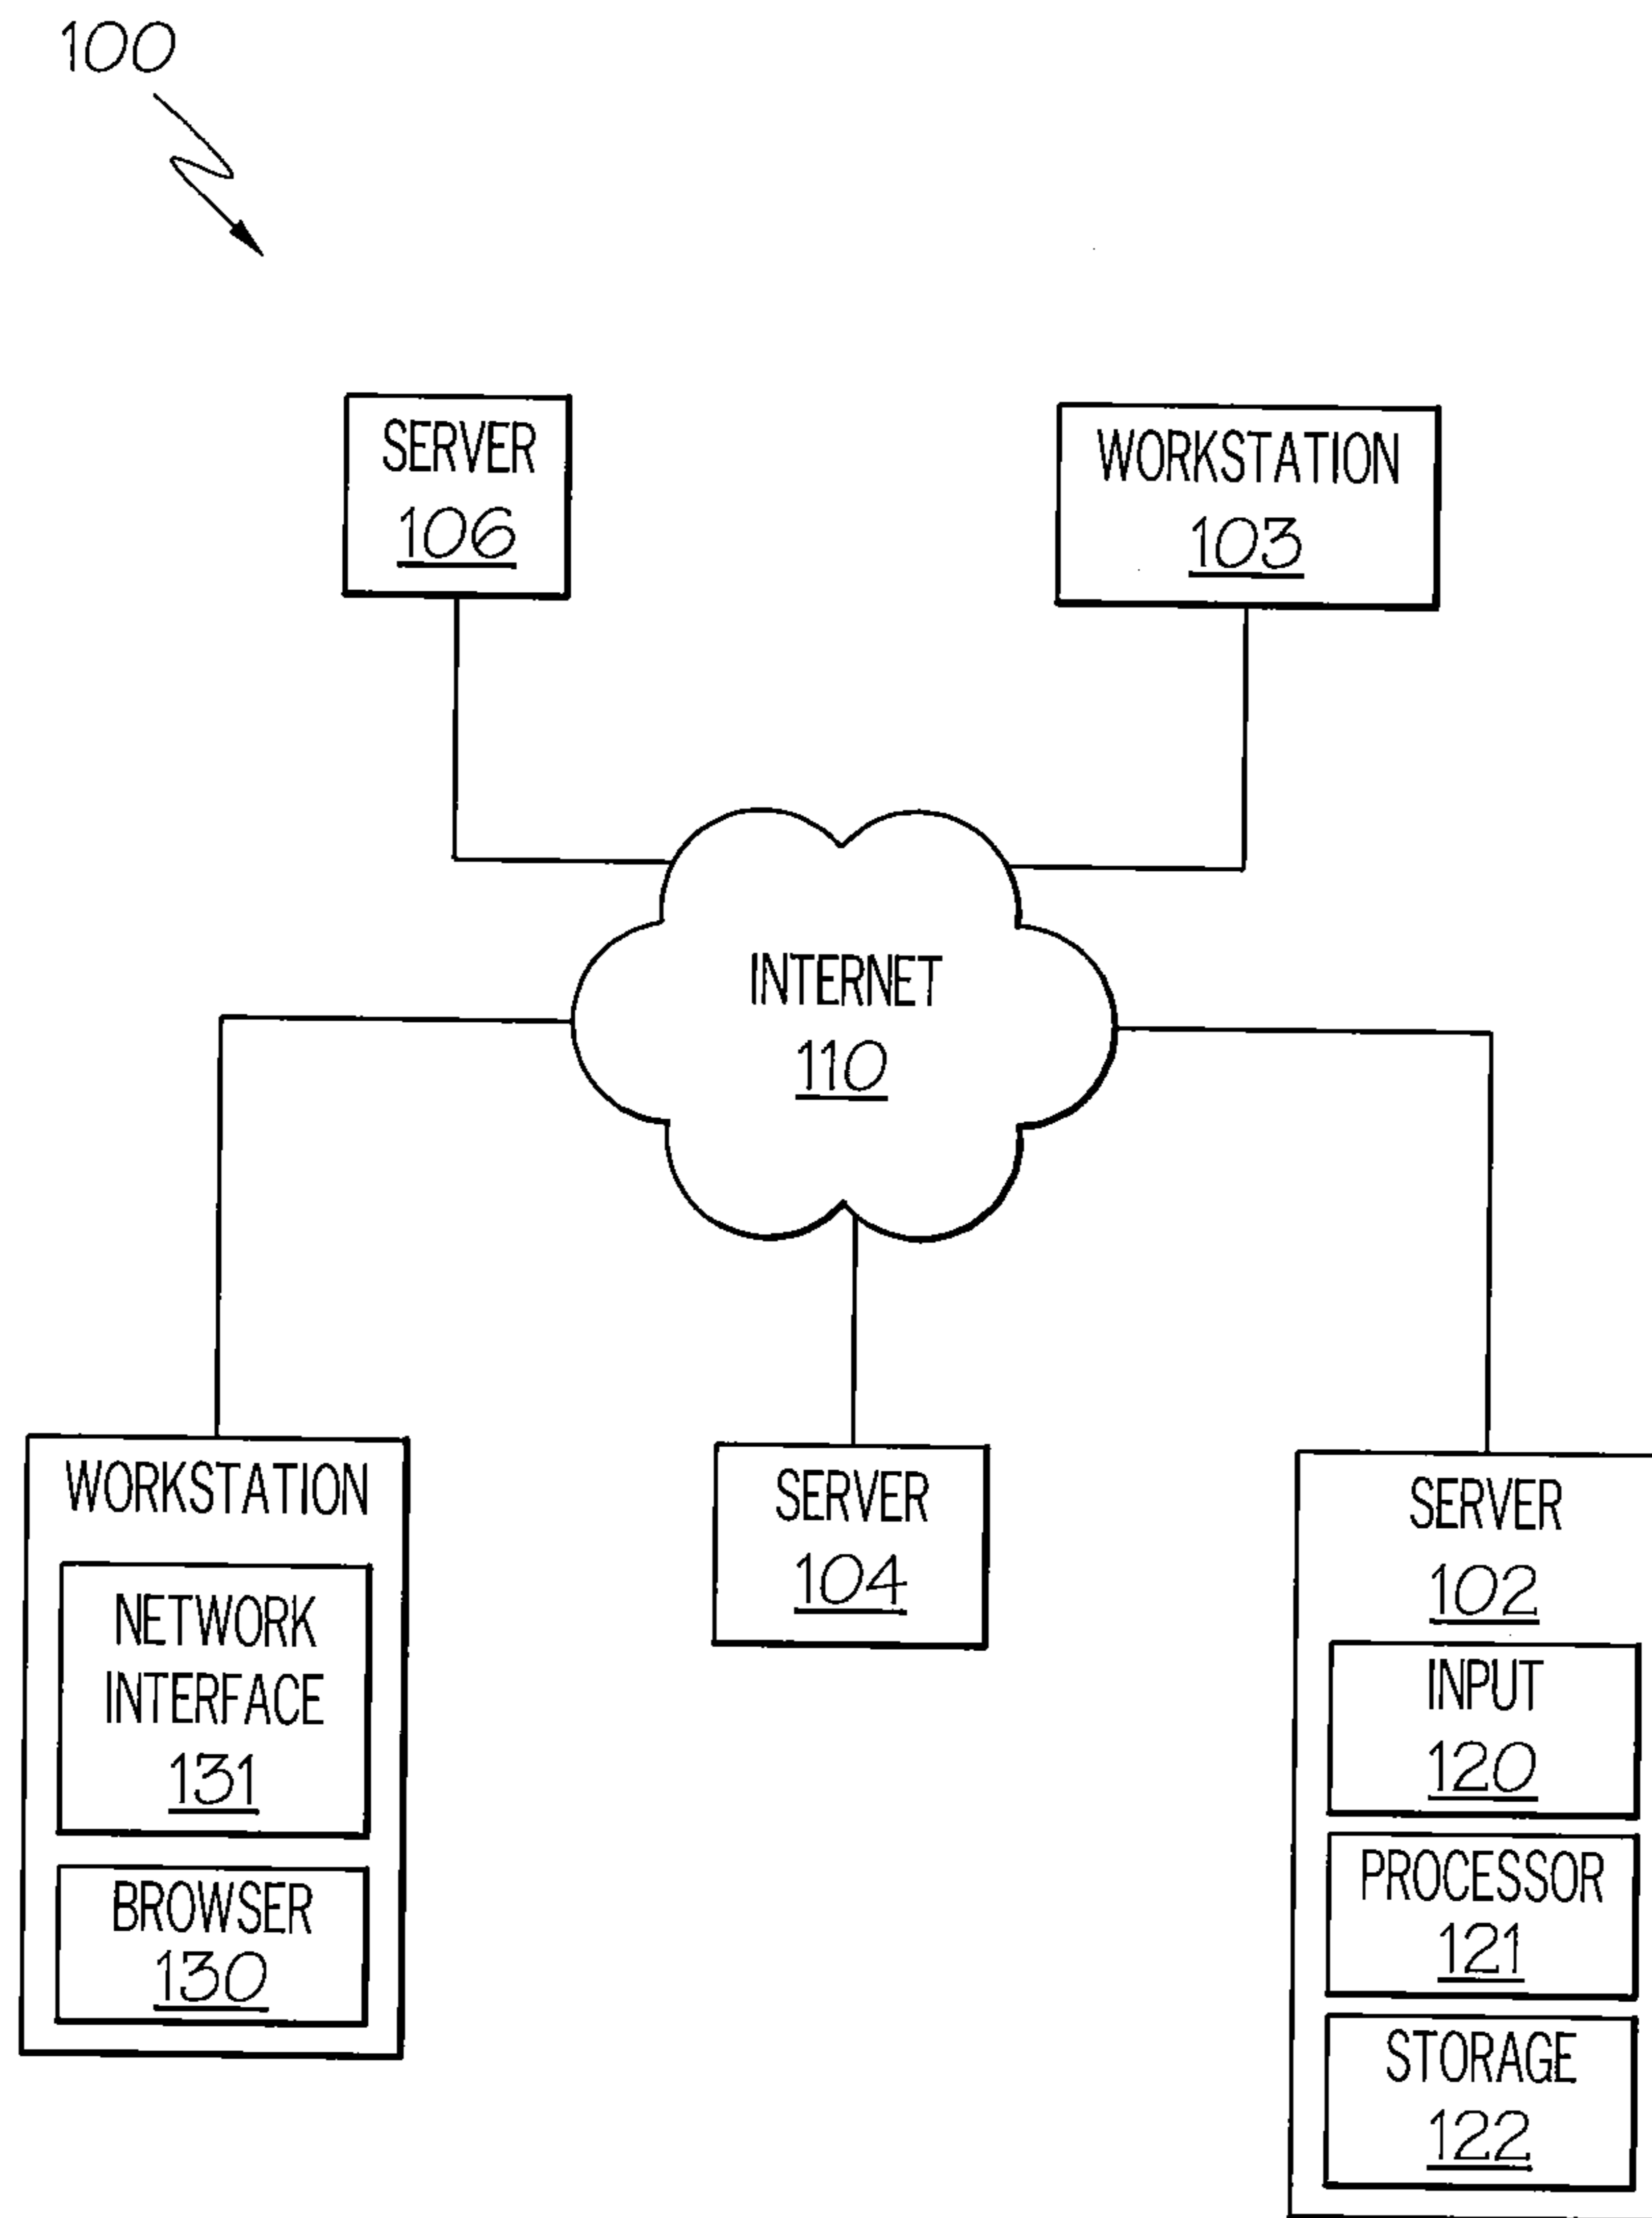 100
SERVER
106
WORKSTATION
103
INTERNET
110
WORKSTATION
NETWORK
INTERFACE
131
BROWSER
130
SERVER
104
SERVER
102
INPUT
120
PROCESSOR
121
STORAGE
122